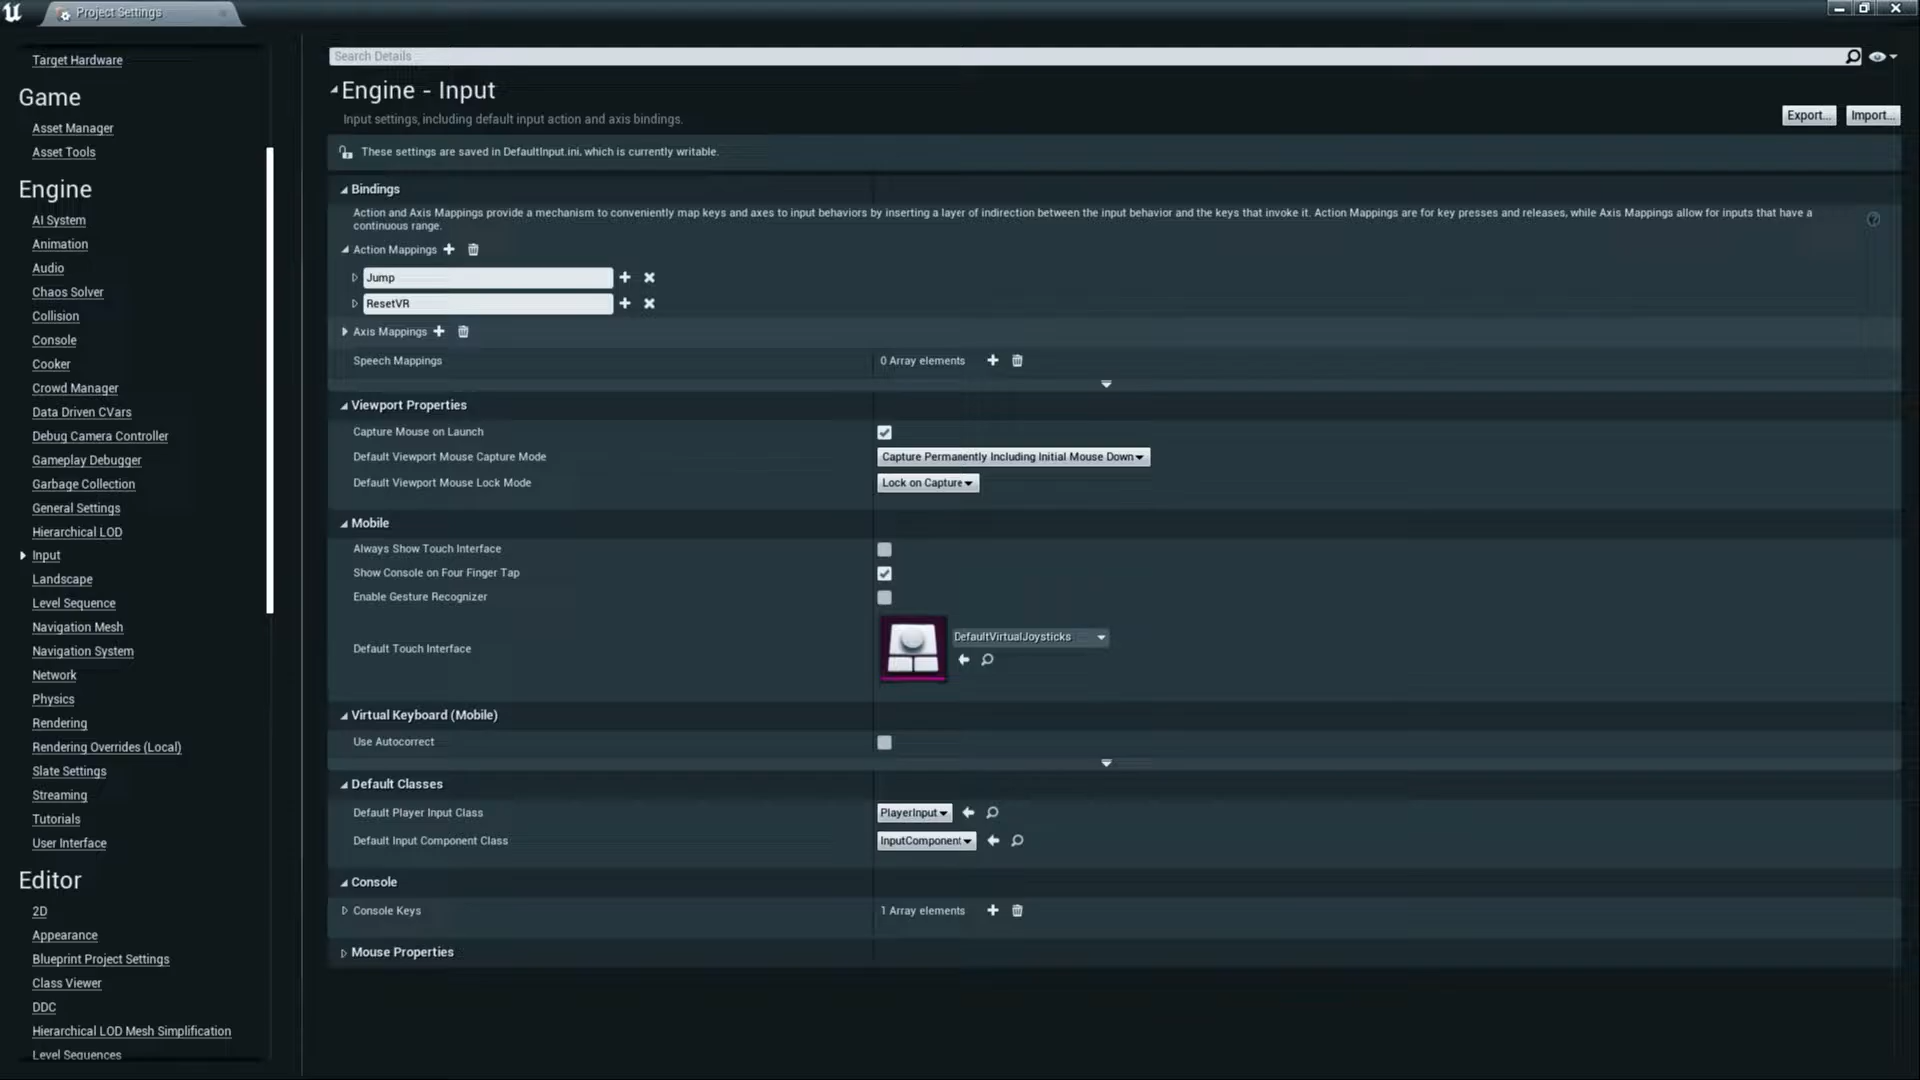 Project Settings
Target Hardware
Game
Asset Manager
Asset Tools
Engine
AI System
Animation
Audio
Chaos Solver
Collision
Console
Cooker
Crowd Manager
Data Driven CVars
Debug Camera Controller
Gameplay Debugger
Garbage Collection
General Settings
Hierarchical LOD
Input
Landscape
Level Sequence
Navigation Mesh
Navigation System
Network
Physics
Rendering
Rendering Overrides (Local)
Slate Settings
Streaming
Tutorials
User Interface
Editor
2D
Appearance
Blueprint Project Settings
Class Viewer
DDC
Hierarchical LOD Mesh Simplification
Level Sequences
Search Details
Engine - Input
Input settings, including default input action and axis bindings.
Export... Import...
These settings are saved in DefaultInput.ini, which is currently writable.
Bindings
Action and Axis Mappings provide a mechanism to conveniently map keys and axes to input behaviors by inserting a layer of indirection between the input behavior and the keys that invoke it. Action Mappings are for key presses and releases, while Axis Mappings allow for inputs that have a
continuous range.
Action Mappings
Jump
ResetVR
Axis Mappings
Speech Mappings 0 Array elements
Viewport Properties
Capture Mouse on Launch
Default Viewport Mouse Capture Mode Capture Permanently Including Initial Mouse Down
Default Viewport Mouse Lock Mode Lock on Capture
Mobile
Always Show Touch Interface
Show Console on Four Finger Tap
Enable Gesture Recognizer
Default Touch Interface DefaultVirtualJoysticks
Virtual Keyboard (Mobile)
Use Autocorrect
Default Classes
Default Player Input Class PlayerInput
Default Input Component Class InputComponent
Console
Console Keys 1 Array elements
Mouse Properties